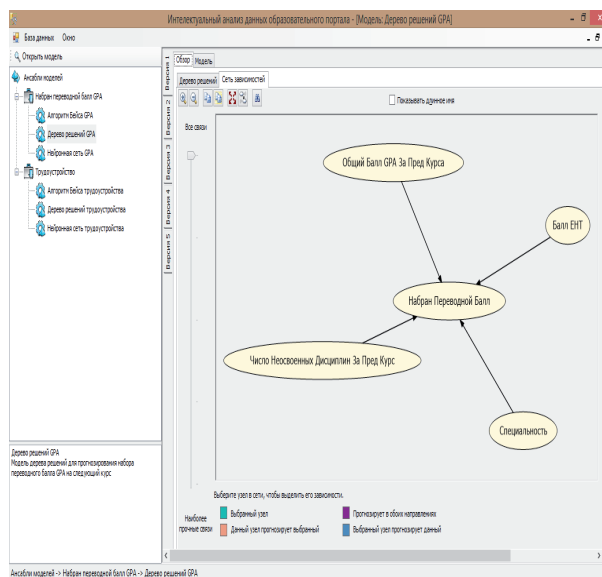 Интелектуальный анализ данных образовательного портала - [Модель: Дерево решений GPA]
База данных Окно
Открыть модель
Ансабли моделей
Набран переводной балл GPA
Алгоритм Бейса GPA
Дерево решений GPA
Нейронная сеть GPA
Трудоустройство
Алгоритм Бейса трудоустройства
Дерево решений трудоустройства
Нейронная сеть трудоустройства
Дерево решений GPA
Модель дерева решений для прогнозирования набора
переводного балла GPA на следующий курс
Версия 1
Версия 2
Версия 3
Версия 4
Версия 5
Обзор Модель
Дерево решений Сеть зависимостей
Показывать длинное имя
Все связи
Общий Балл GPA За Пред Курса
Балл ЕНТ
Набран Переводной Балл
Число Неосвоенных Дисциплин За Пред Курс
Специальность
Выберите узел в сети, чтобы выделить его зависимости.
Наиболее
прочные связи
Выбранный узел
Прогнозирует в обоих направлениях
Данный узел прогнозирует выбранный
Выбранный узел прогнозирует данный
Ансабли моделей -> Набран переводной балл GPA -> Дерево решений GPA